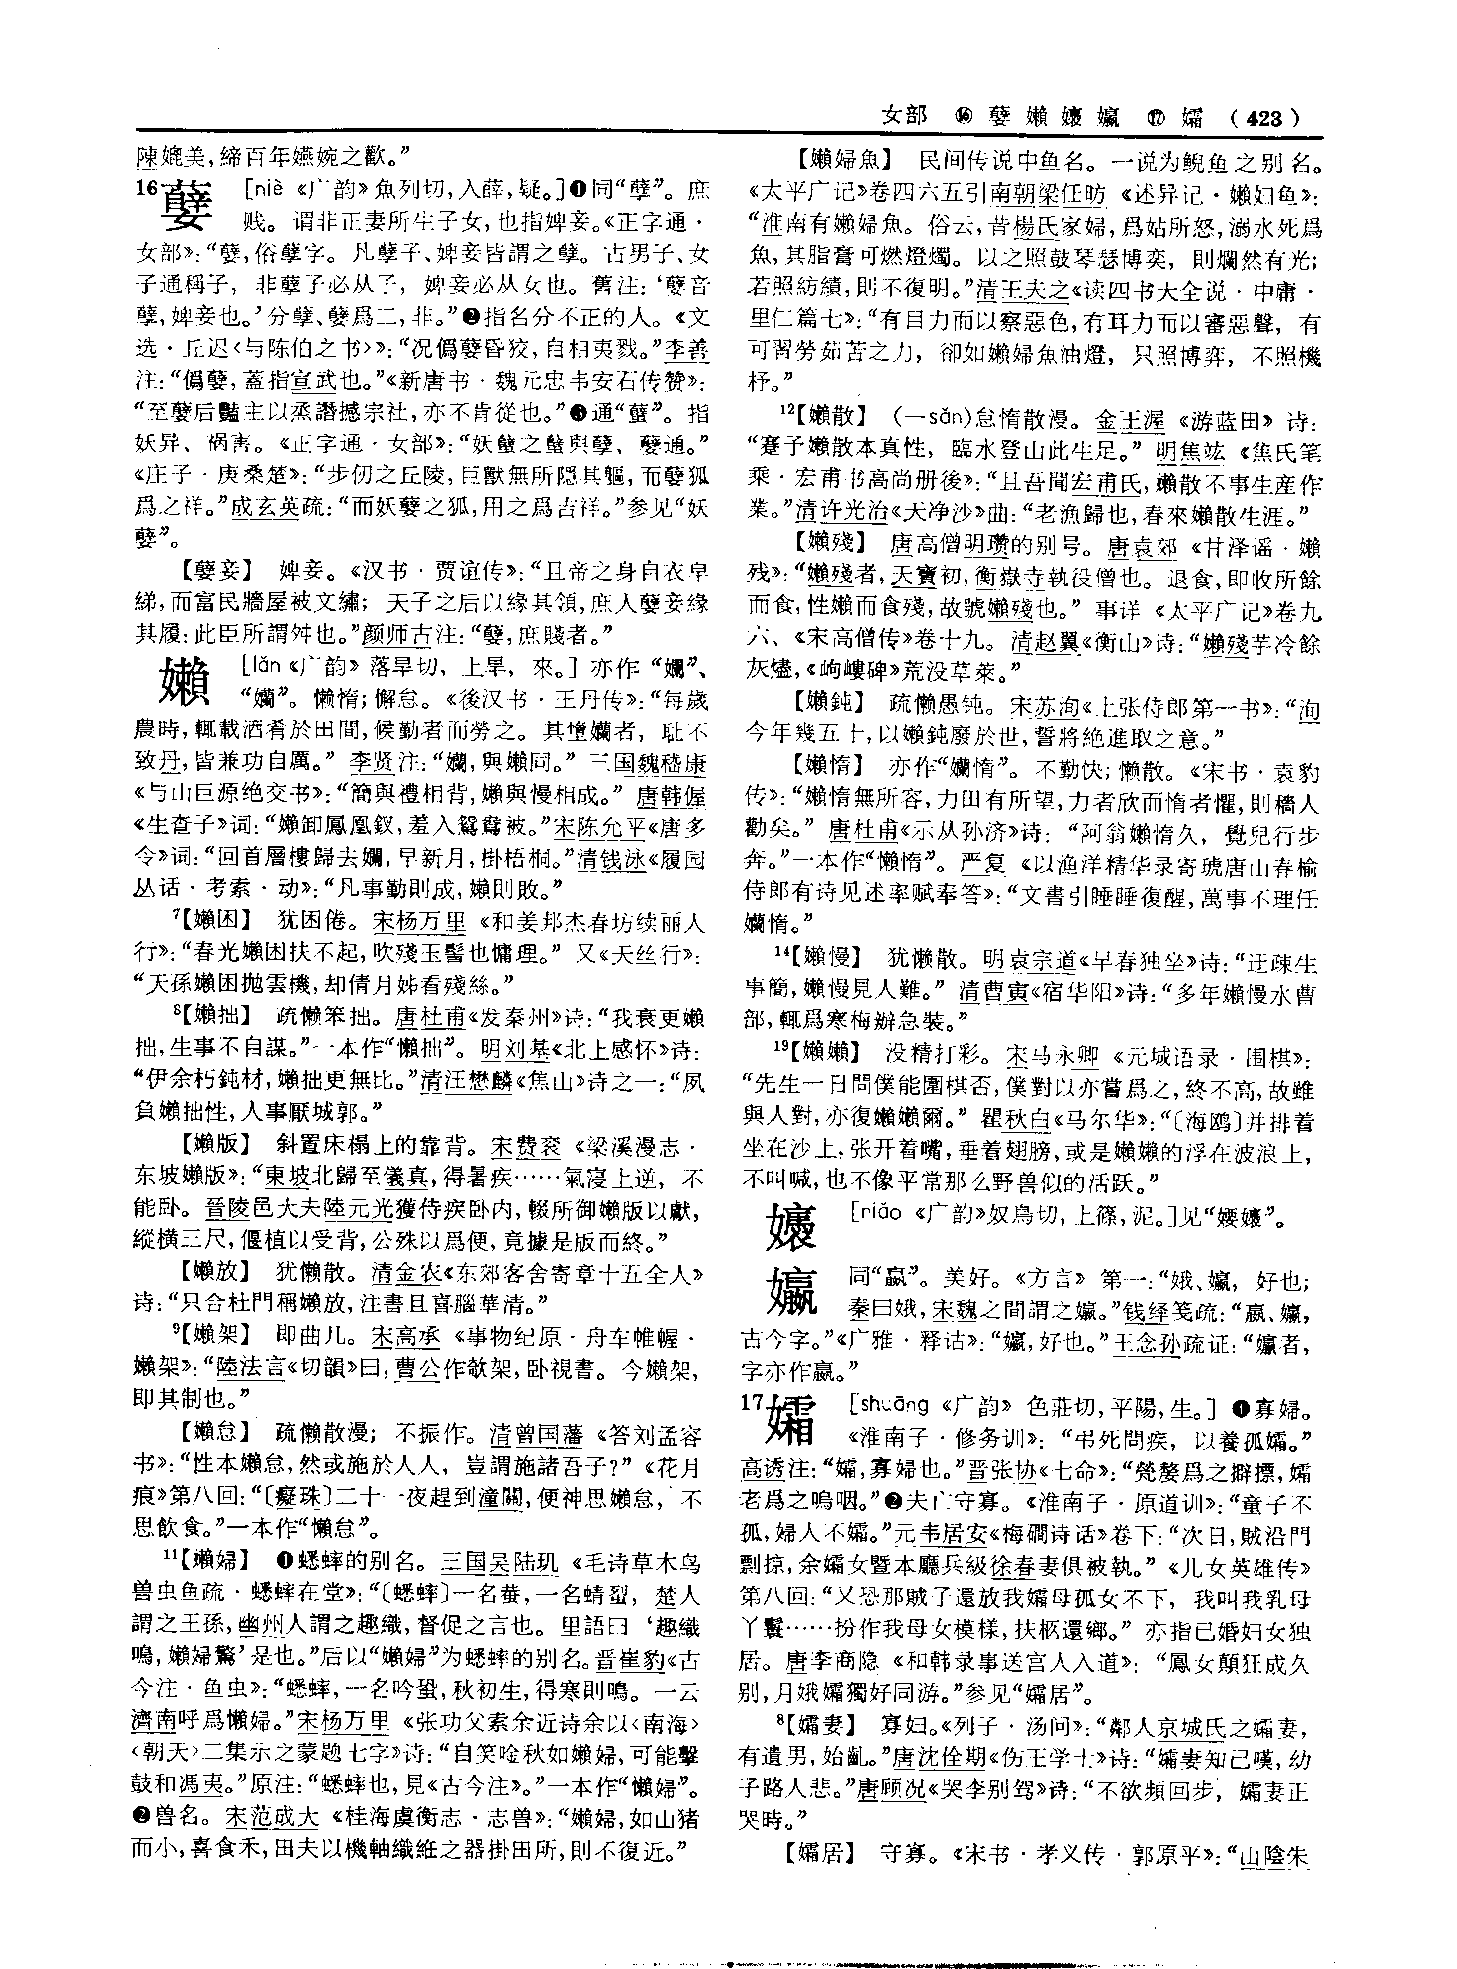 女部 ⑯ 孽嬾嬝孆 ⑰ 孀 (423)
陳媲美,締百年嬿婉之歡。”
16孽 [niè 《广韵》魚列切,入薛,疑。]❶同“孽”。庶
贱。谓非正妻所生子女,也指婢妾。《正字通·
女部》:“孽,俗孽字。凡孽子、婢妾皆謂之孽。古男子、女
子通稱子,非孽子必从子,婢妾必从女也。舊注:‘孽音
孽,婢妾也。’分孽、孽爲二,非。”❷指名分不正的人。《文
选·丘迟〈与陈伯之书〉》:“况僞孽昏狡,自相夷戮。”李善
注:“僞孽,蓋指宣武也。”《新唐书·魏元忠韦安石传赞》:
“至孽后豔主以烝譖撼宗社,亦不肯從也。”❸通“蠥”。指
妖异、祸害。《正字通·女部》:“妖蠥之蠥與孽、孽通。”
《庄子·庚桑楚》:“步仞之丘陵,巨獸無所隱其軀,而孽狐
爲之祥。”成玄英疏:“而妖孽之狐,用之爲吉祥。”参见“妖
孽”。
【孽妾】 婢妾。《汉书·贾谊传》:“且帝之身自衣皁
綈,而富民牆屋被文繡;天子之后以緣其領,庶人孽妾緣
其履:此臣所謂舛也。”颜师古注:“孽,庶賤者。”
嬾 [lǎn《广韵》落旱切,上旱,來。] 亦作“嬾”、
“孏”。懒惰;懈怠。《後汉书·王丹传》:“每歲
農時,輒載酒肴於田間,候勤者而勞之。其墮孏者,耻不
致丹,皆兼功自厲。” 李贤注:“孏,與嬾同。” 三国魏嵇康
《与山巨源绝交书》:“簡與禮相背,嬾與慢相成。” 唐韩偓
《生查子》词:“嬾卸鳳凰釵,羞入鴛鴦被。”宋陈允平《唐多
令》词:“回首層樓歸去孏,早新月,掛梧桐。”清钱泳《履园
丛话·考索·动》:“凡事勤則成,嬾則敗。”
7【嬾困】 犹困倦。宋杨万里《和姜邦杰春坊续丽人
行》:“春光嬾困扶不起,吹殘玉髻也慵理。” 又《天丝行》:
“天孫嬾困抛雲機,却倩月姊看殘絲。”
8【嬾拙】 疏懒笨拙。唐杜甫《发秦州》诗:“我衰更嬾
拙,生事不自謀。”一本作“懶拙”。明刘基《北上感怀》诗:
“伊余朽鈍材,嬾拙更無比。”清汪懋麟《焦山》诗之一:“夙
負嬾拙性,人事厭城郭。”
【嬾版】 斜置床榻上的靠背。宋费衮《梁溪漫志·
东坡嬾版》:“東坡北歸至儀真,得暑疾……氣寖上逆,不
能卧。晉陵邑大夫陸元光獲侍疾卧内,輟所御嬾版以獻,
縱横三尺,偃植以受背,公殊以爲便,竟據是版而終。”
【嬾放】 犹懒散。清金农《东郊客舍寄章十五全人》
诗:“只合杜門稱嬾放,注書且喜腦華清。”
9【嬾架】 即曲几。宋高承《事物纪原·舟车帷幄·
嬾架》:“陸法言《切韻》曰,曹公作欹架,卧視書。今嬾架,
即其制也。”
【嬾怠】 疏懒散漫;不振作。清曾国藩《答刘孟容
书》:“性本嬾怠,然或施於人人,豈謂施諸吾子?”《花月
痕》第八回:“〔癡珠〕二十一夜趕到潼關,便神思嬾怠,不
思飲食。”一本作“懶怠”。
11【嬾婦】 ❶蟋蟀的别名。三国吴陆玑《毛诗草木鸟
兽虫鱼疏·蟋蟀在堂》:“〔蟋蟀〕一名蛬,一名蜻蛚,楚人
謂之王孫,幽州人謂之趣織,督促之言也。里語曰‘趣織
鳴,嬾婦驚’是也。”后以“嬾婦”为蟋蟀的别名。晋崔豹《古
今注·鱼虫》:“蟋蟀,一名吟蛩,秋初生,得寒則鳴。一云
濟南呼爲懶婦。”宋杨万里《张功父索余近诗余以〈南海〉
〈朝天〉二集示之蒙题七字》诗:“自笑唫秋如嬾婦,可能擊
鼓和馮夷。”原注:“蟋蟀也,見《古今注》。”一本作“懒婦”。
❷兽名。宋范成大《桂海虞衡志·志兽》:“嬾婦,如山猪
而小,喜食禾,田夫以機軸織絍之器掛田所,則不復近。”
【嬾婦魚】 民间传说中鱼名。一说为鲵鱼之别名。
《太平广记》卷四六五引南朝梁任昉《述异记·嬾妇鱼》:
“淮南有嬾婦魚。俗云,昔楊氏家婦,爲姑所怒,溺水死爲
魚,其脂膏可燃燈燭。以之照鼓琴瑟博奕,則爛然有光;
若照紡績,則不復明。”清王夫之《读四书大全说·中庸·
里仁篇七》:“有目力而以察惡色,有耳力而以審惡聲,有
可習勞茹苦之力,卻如嬾婦魚油燈,只照博弈,不照機
杼。”
12【嬾散】 (—sǎn)怠惰散漫。金王渥《游蓝田》诗:
“蹇予嬾散本真性,臨水登山此生足。” 明焦竑《焦氏笔
乘·宏甫书高尚册後》:“且吾聞宏甫氏,嬾散不事生産作
業。”清许光治《天净沙》曲:“老漁歸也,春來嬾散生涯。”
【嬾殘】 唐高僧明瓒的别号。唐袁郊《甘泽谣·嬾
残》:“嬾殘者,天寶初,衡嶽寺執役僧也。退食,即收所餘
而食,性嬾而食殘,故號嬾殘也。” 事详《太平广记》卷九
六、《宋高僧传》卷十九。清赵翼《衡山》诗:“嬾殘芋冷餘
灰燼,《岣嶁碑》荒没草萊。”
【嬾鈍】 疏懒愚钝。宋苏洵《上张侍郎第一书》:“洵
今年幾五十,以嬾鈍廢於世,誓將絶進取之意。”
【嬾惰】 亦作“孏惰”。不勤快;懒散。《宋书·袁豹
传》:“嬾惰無所容,力田有所望,力者欣而惰者懼,則穡人
勸矣。” 唐杜甫《示从孙济》诗:“阿翁嬾惰久,覺兒行步
奔。”一本作“懶惰”。严复《以渔洋精华录寄琥唐山春榆
侍郎有诗见述率赋奉答》:“文書引睡睡復醒,萬事不理任
孏惰。”
14【嬾慢】 犹懒散。明袁宗道《早春独坐》诗:“迂疎生
事簡,嬾慢見人難。” 清曹寅《宿华阳》诗:“多年嬾慢水曹
部,輒爲寒梅辦急裝。”
19【嬾嬾】 没精打彩。宋马永卿《元城语录·围棋》:
“先生一日問僕能圍棋否,僕對以亦嘗爲之,終不高,故雖
與人對,亦復嬾嬾爾。” 瞿秋白《马尔华》:“〔海鸥〕并排着
坐在沙上,张开着嘴,垂着翅膀,或是嬾嬾的浮在波浪上,
不叫喊,也不像平常那么野兽似的活跃。”
嬝 [niǎo 《广韵》奴鳥切,上篠,泥。]见“㛍嬝”。
孆 同“嬴”。美好。《方言》第一:“娥、孆,好也;
秦曰娥,宋魏之間謂之孆。”钱绎笺疏:“嬴、孆,
古今字。”《广雅·释诂》:“孆,好也。”王念孙疏证:“孆者,
字亦作嬴。”
17孀 [shuāng《广韵》色莊切,平陽,生。] ❶寡婦。
《淮南子·修务训》:“弔死問疾,以養孤孀。”
高诱注:“孀,寡婦也。”晋张协《七命》:“煢嫠爲之擗摽,孀
老爲之嗚咽。”❷夫亡守寡。《淮南子·原道训》:“童子不
孤,婦人不孀。”元韦居安《梅磵诗话》卷下:“次日,賊沿門
剽掠,余孀女暨本廳兵級徐春妻俱被執。”《儿女英雄传》
第八回:“又恐那賊了還放我孀母孤女不下,我叫我乳母
丫鬟……扮作我母女模樣,扶柩還鄉。” 亦指已婚妇女独
居。唐李商隐《和韩录事送宫人入道》:“鳳女顛狂成久
别,月娥孀獨好同游。”参见“孀居”。
8【孀妻】 寡妇。《列子·汤问》:“鄰人京城氏之孀妻,
有遺男,始齔。”唐沈佺期《伤王学士》诗:“孀妻知己嘆,幼
子路人悲。”唐顾况《哭李别驾》诗:“不欲頻回步,孀妻正
哭時。”
【孀居】 守寡。《宋书·孝义传·郭原平》:“山陰朱